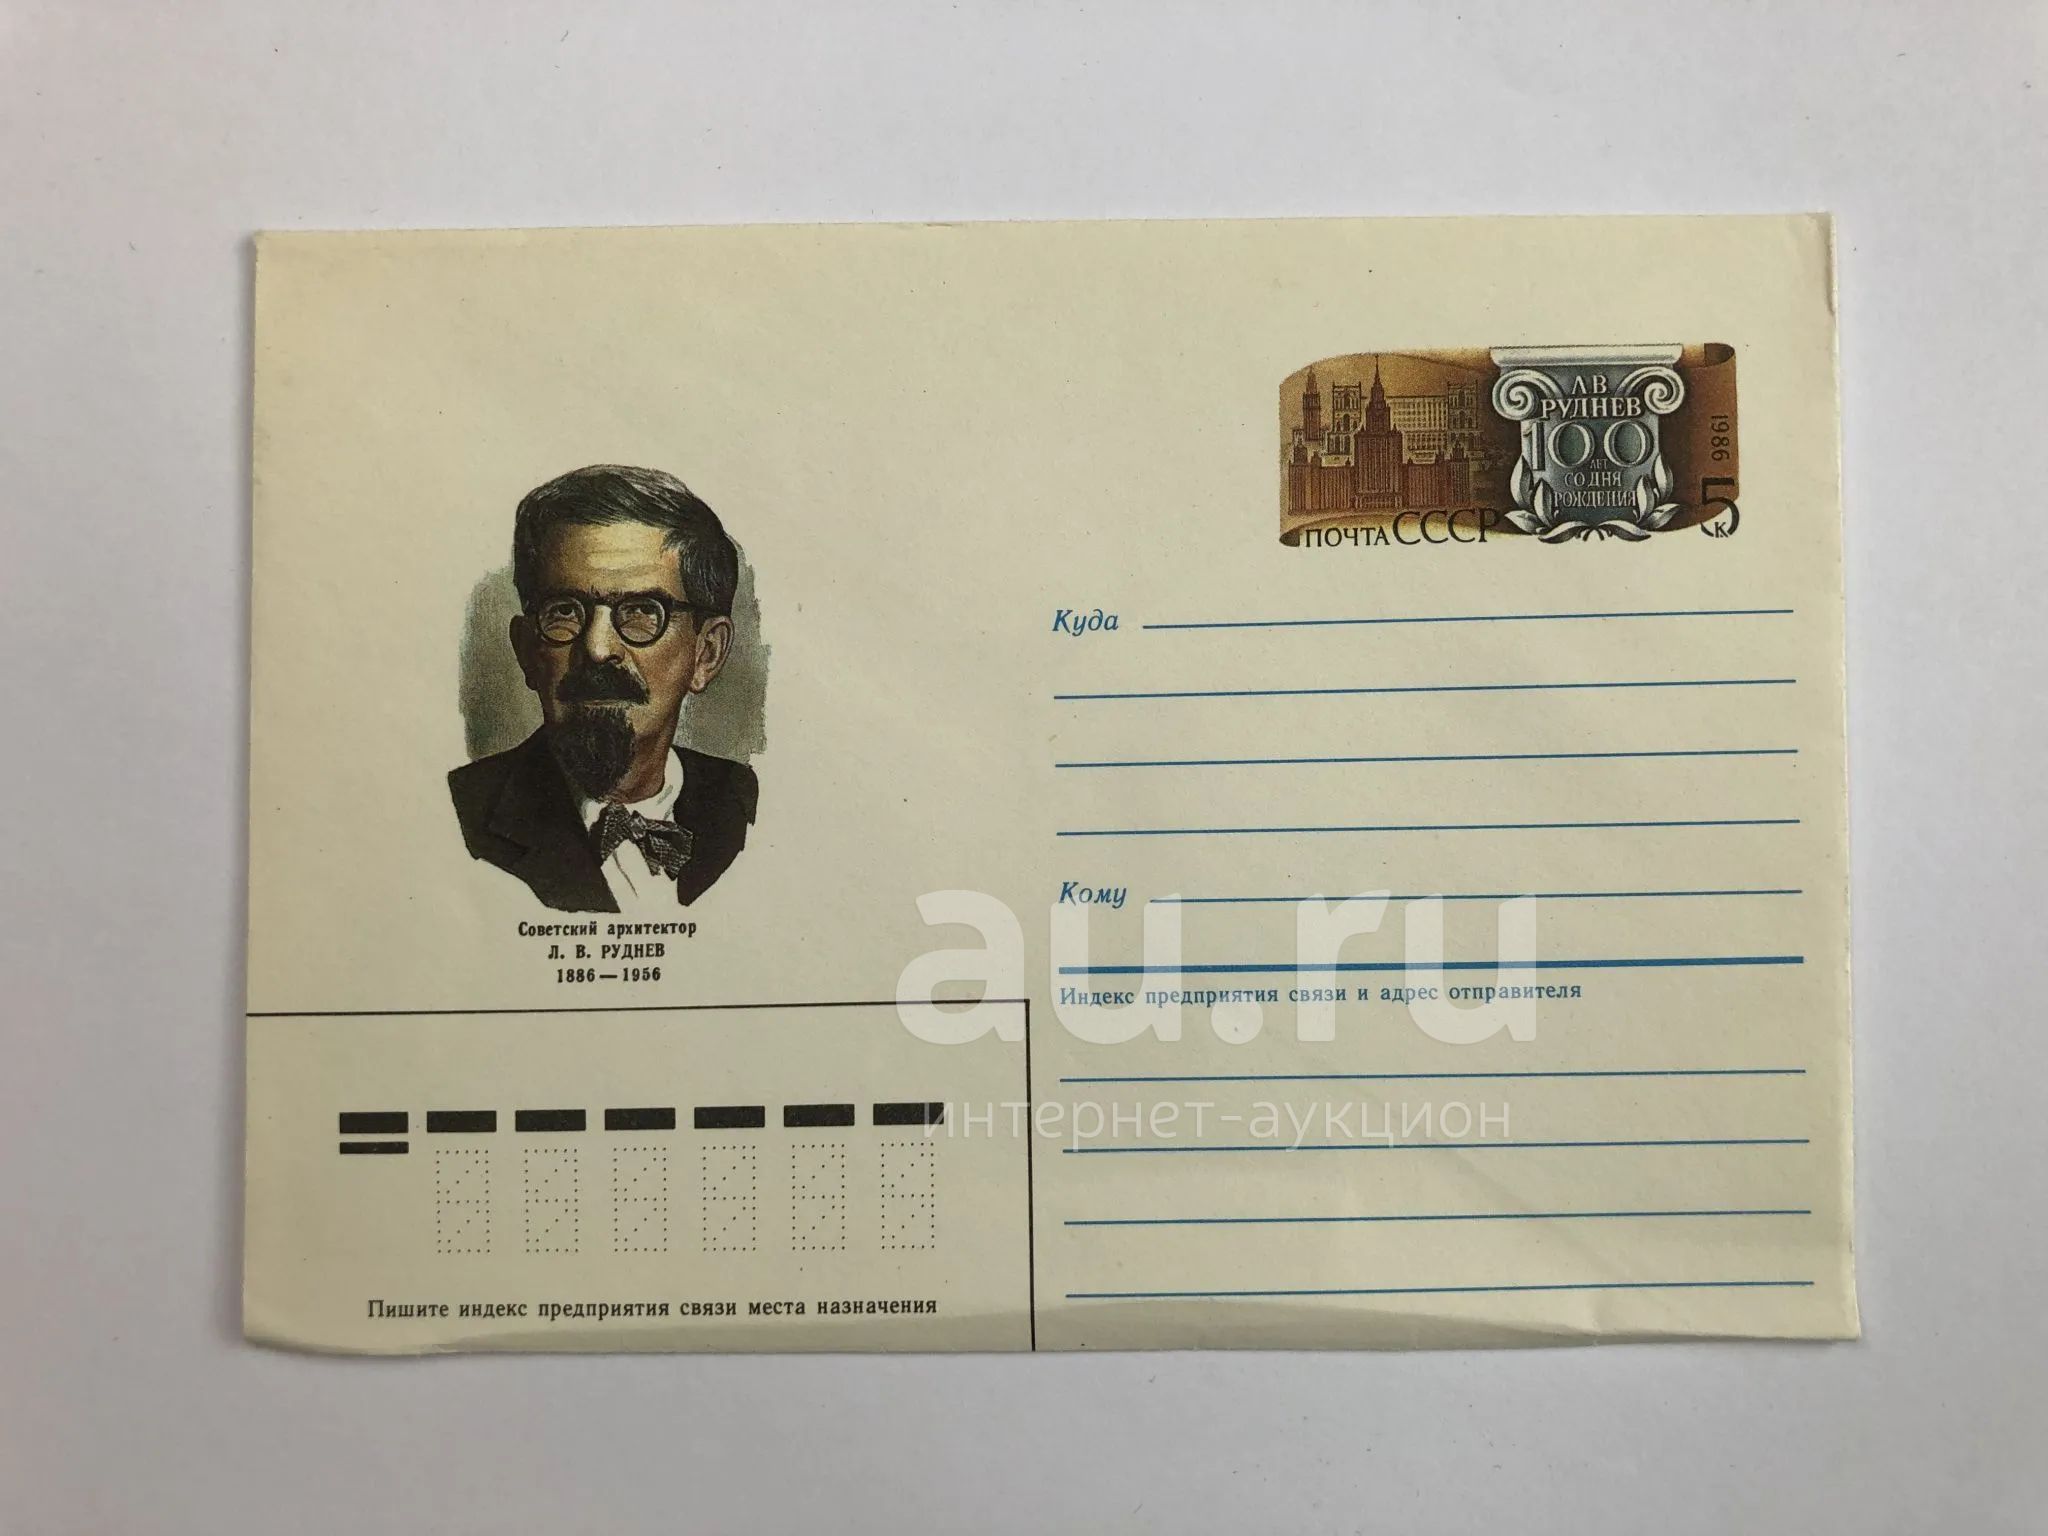 Л В
РУДНЕВ
100
ЛЕТ
СО ДНЯ
РОЖДЕНИЯ
1986
5
К
ПОЧТА СССР
Куда
Советский архитектор
Л. В. РУДНЕВ
1886—1956
Кому
Индекс предприятия связи и адрес отправителя
au.ru
интернет-аукцион
Пишите индекс предприятия связи места назначения